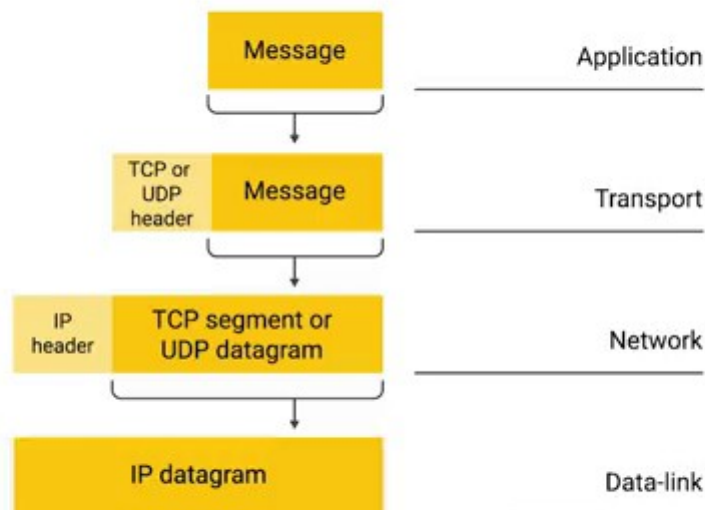 Message
Application
TCP or
UDP
header
Message
Transport
IP
header
TCP segment or
UDP datagram
Network
IP datagram
Data-link